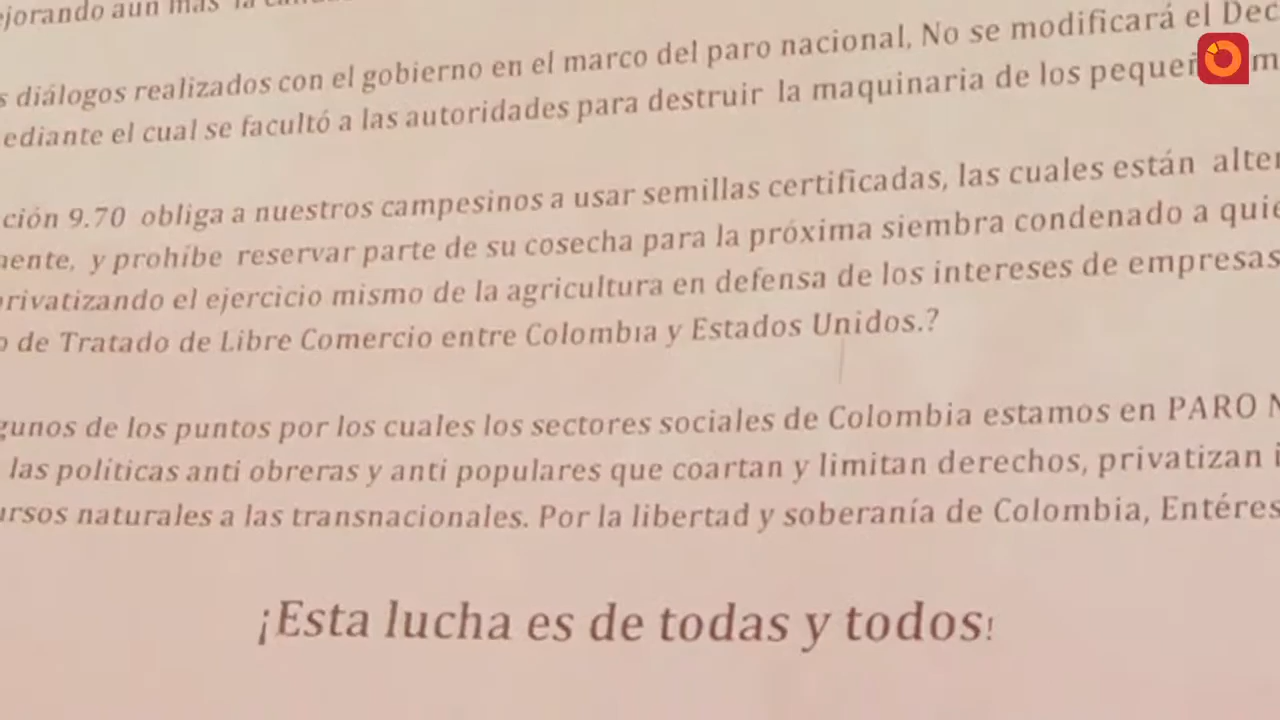 ejorando aun más la
s diálogos realizados con el gobierno en el marco del paro nacional, No se modificará el Dec
ediante el cual se facultó a las autoridades para destruir la maquinaria de los pequeñ m
ción 9.70 obliga a nuestros campesinos a usar semillas certificadas, las cuales están alter
ente, y prohíbe reservar parte de su cosecha para la próxima siembra condenado a quie
rivatizando el ejercicio mismo de la agricultura en defensa de los intereses de empresas
o de Tratado de Libre Comercio entre Colombia y Estados Unidos.?
gunos de los puntos por los cuales los sectores sociales de Colombia estamos en PARO N
las políticas anti obreras y anti populares que coartan y limitan derechos, privatizan i
ursos naturales a las transnacionales. Por la libertad y soberanía de Colombia, Entéres
¡Esta lucha es de todas y todos!